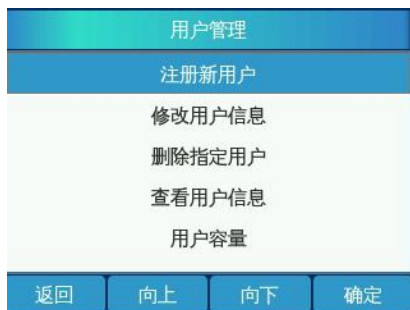 用户管理
注册新用户
修改用户信息
删除指定用户
查看用户信息
用户容量
返回 向上 向下 确定